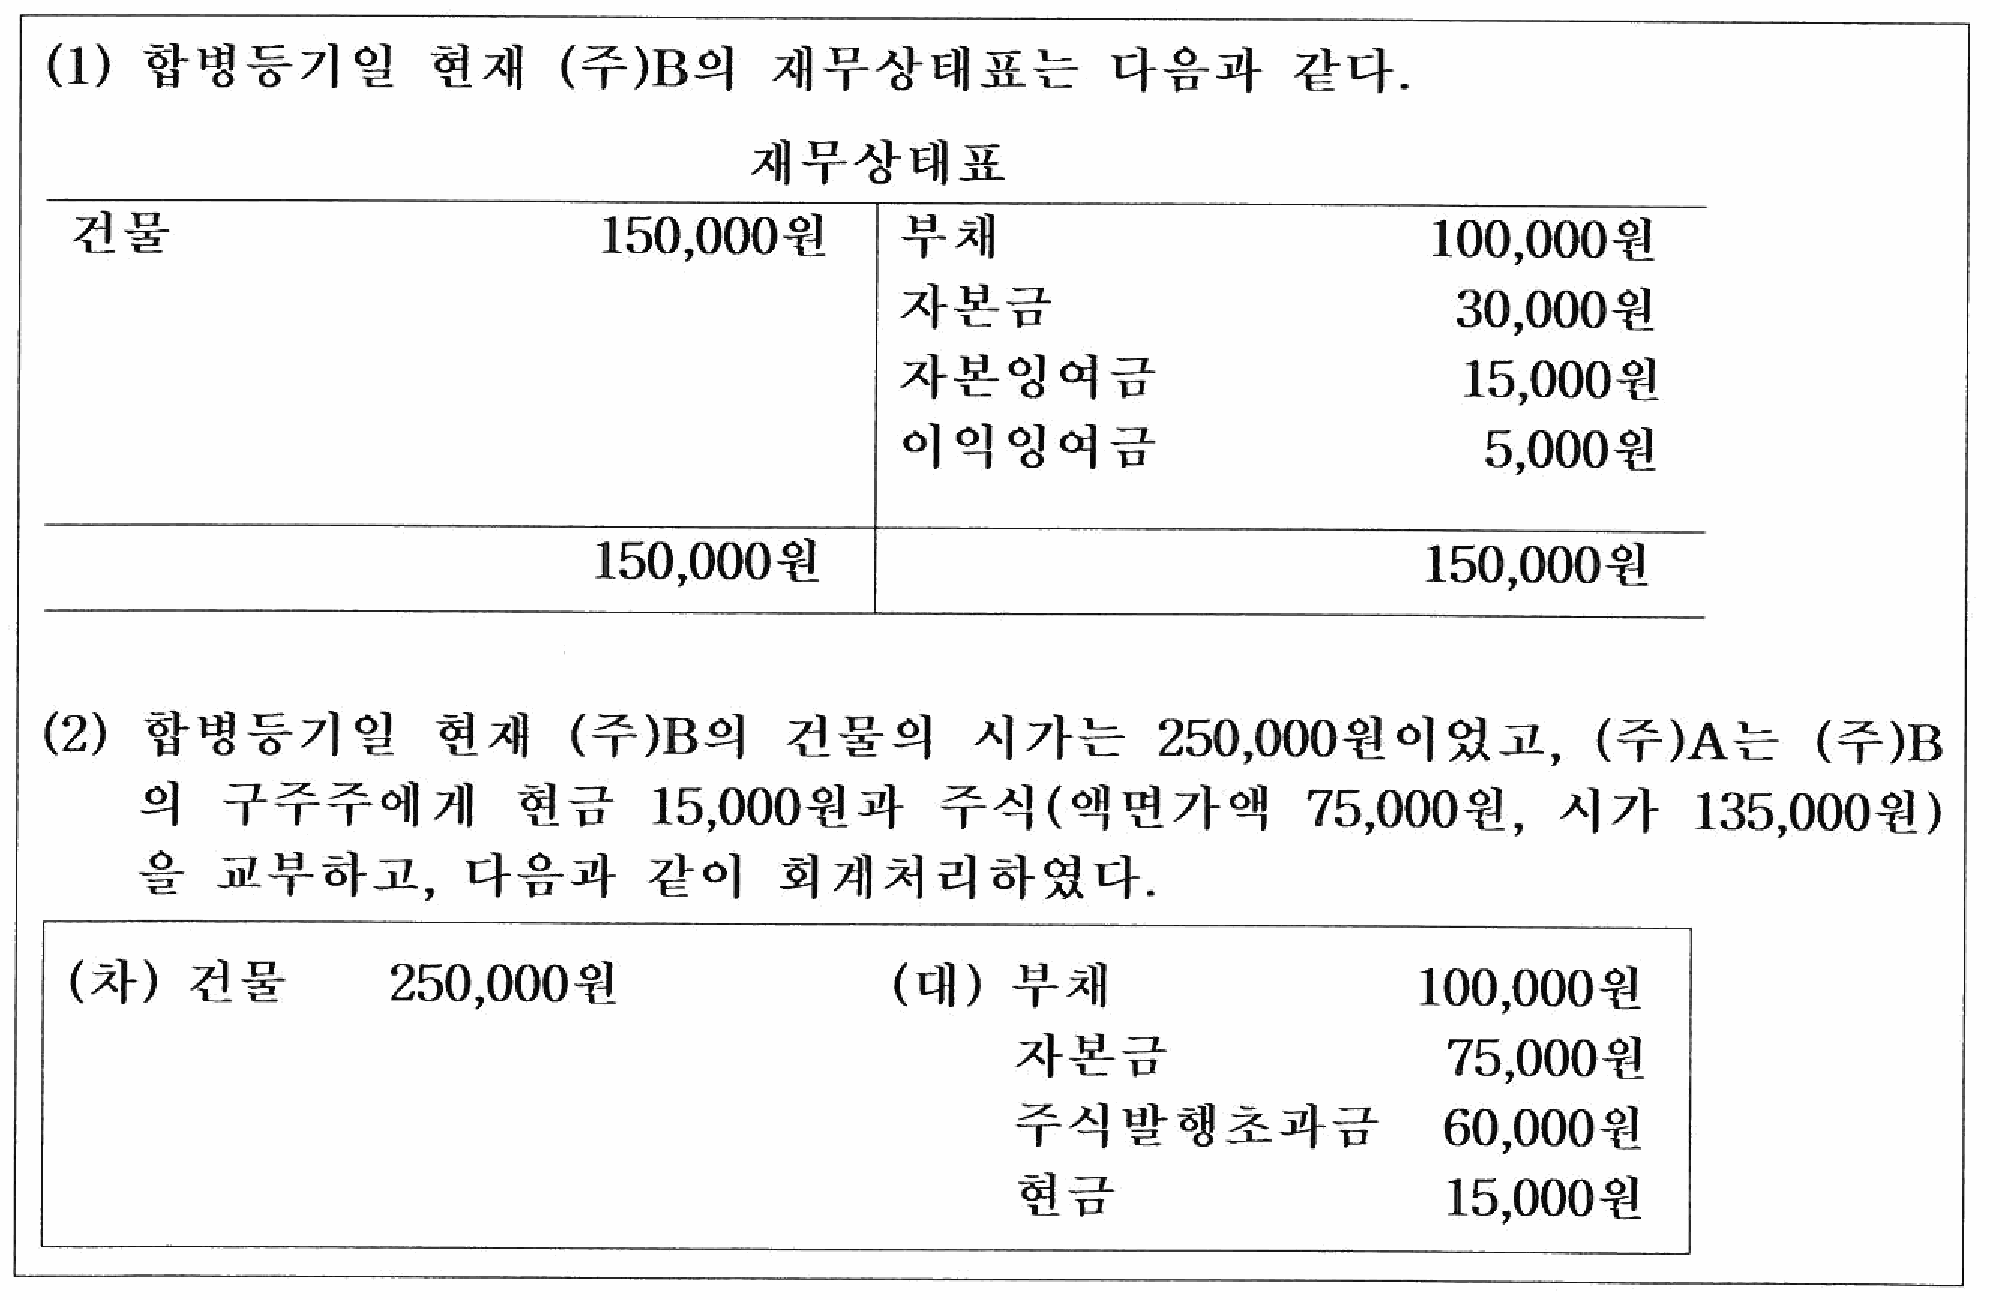 (1) 합병등기일 현재 (주)B의 재무상태표는 다음과 같다.
재무상태표
건물 150,000원 부채 100,000원
자본금 30,000원
자본잉여금 15,000원
이익잉여금 5,000원
150,000원 150,000원
(2) 합병등기일 현재 (주)B의 건물의 시가는 250,000원이었고, (주)A는 (주)B
의 구주주에게 현금 15,000원과 주식(액면가액 75,000원, 시가 135,000원)
을 교부하고, 다음과 같이 회계처리하였다.
(차) 건물 250,000원 (대) 부채 100,000원
자본금 75,000원
주식발행초과금 60,000원
현금 15,000원